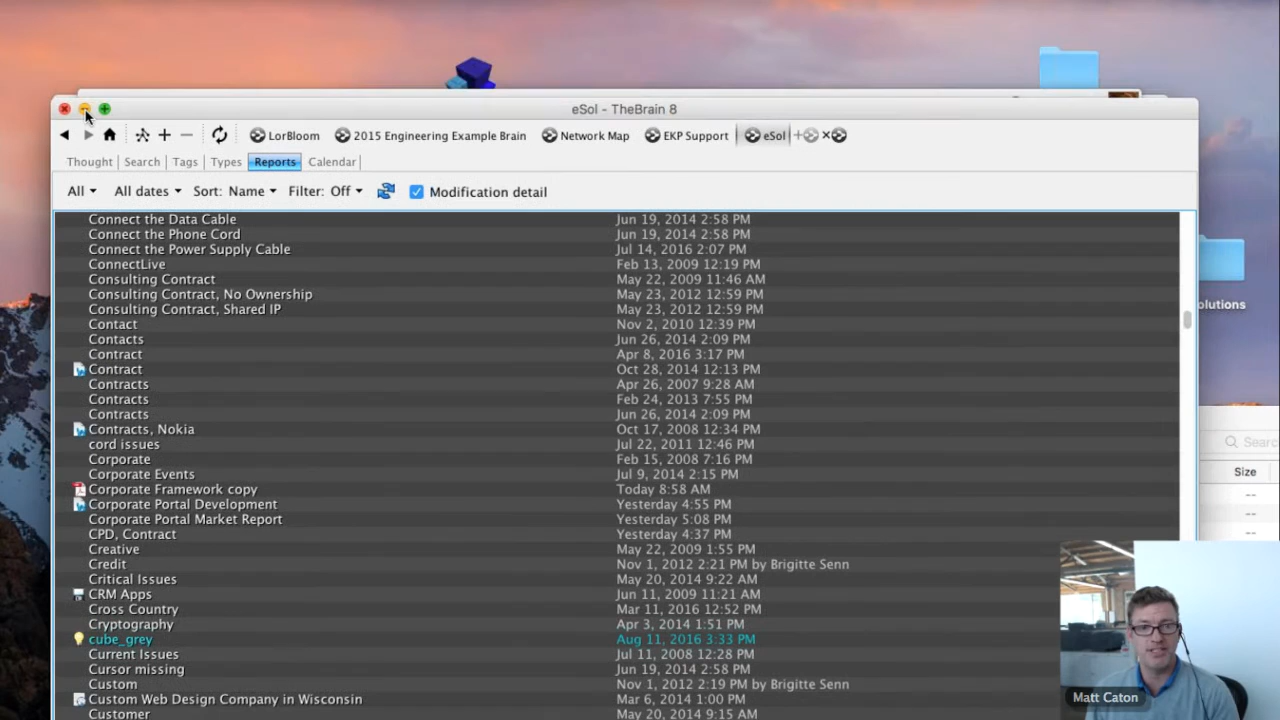 eSol - TheBrain 8
LorBloom 2015 Engineering Example Brain Network Map EKP Support eSol
Thought Search Tags Types Reports Calendar
All All dates Sort: Name Filter: Off Modification detail
Connect the Data Cable Jun 19, 2014 2:58 PM
Connect the Phone Cord Jun 19, 2014 2:58 PM
Connect the Power Supply Cable Jul 14, 2016 2:07 PM
ConnectLive Feb 13, 2009 12:19 PM
Consulting Contract May 22, 2009 11:46 AM
Consulting Contract, No Ownership May 23, 2012 12:59 PM
Consulting Contract, Shared IP May 23, 2012 12:59 PM
olutions
Contact Nov 2, 2010 12:39 PM
Contacts Jun 26, 2014 2:09 PM
Contract Apr 8, 2016 3:17 PM
Contract Oct 28, 2014 12:13 PM
Contracts Apr 26, 2007 9:28 AM
Contracts Feb 24, 2013 7:55 PM
Contracts Jun 26, 2014 2:09 PM
Contracts, Nokia Oct 17, 2008 12:34 PM
cord issues Jul 22, 2011 12:46 PM
Searc
Corporate Feb 15, 2008 7:16 PM
Corporate Events Jul 9, 2014 2:15 PM
Size
Corporate Framework copy Today 8:58 AM
--
Corporate Portal Development Yesterday 4:55 PM
--
Corporate Portal Market Report Yesterday 5:08 PM
CPD, Contract Yesterday 4:37 PM
--
Creative May 22, 2009 1:55 PM
Credit Nov 1, 2012 2:21 PM by Brigitte Senn
Critical Issues May 20, 2014 9:22 AM
CRM Apps Jun 11, 2009 11:21 AM
Cross Country Mar 11, 2016 12:52 PM
Cryptography Apr 3, 2014 1:51 PM
cube_grey Aug 11, 2016 3:33 PM
Current Issues Jul 11, 2008 12:28 PM
Cursor missing Jun 19, 2014 2:58 PM
Custom Nov 1, 2012 2:19 PM by Brigitte Senn
Custom Web Design Company in Wisconsin Mar 6, 2014 1:00 PM
Customer May 20, 2014 9:15 AM
Matt Caton